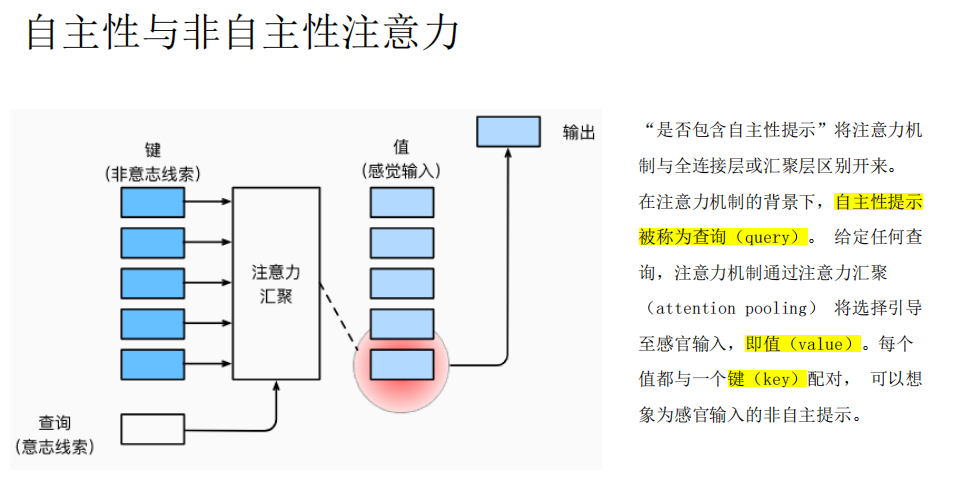 自主性与非自主性注意力
键
(非意志线索)
注意力
汇聚
查询
(意志线索)
值
(感觉输入)
输出
“是否包含自主性提示”将注意力机
制与全连接层或汇聚层区别开来。
在注意力机制的背景下，自主性提示
被称为查询（query）。 给定任何查
询，注意力机制通过注意力汇聚
（attention pooling） 将选择引导
至感官输入，即值（value）。每个
值都与一个键（key）配对， 可以想
象为感官输入的非自主提示。